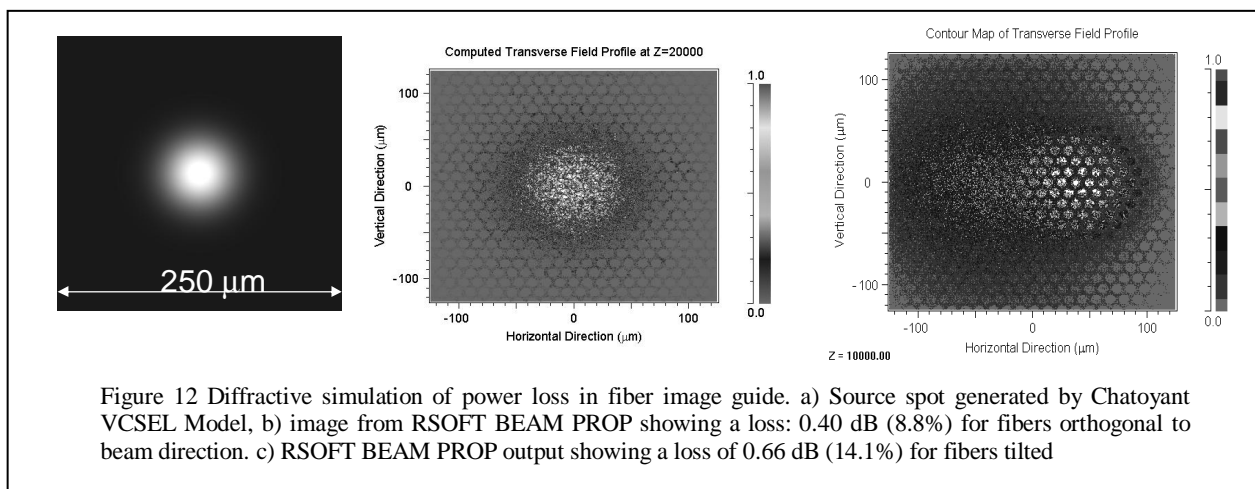 250 μm
Computed Transverse Field Profile at Z=20000
Vertical Direction (μm)
100
0
-100
-100
0
100
Horizontal Direction (μm)
1.0
0.0
Contour Map of Transverse Field Profile
Vertical Direction (μm)
100
0
-100
-100
0
100
Horizontal Direction (μm)
Z = 10000.00
1.0
0.0
Figure 12 Diffractive simulation of power loss in fiber image guide. a) Source spot generated by Chatoyant
VCSEL Model, b) image from RSOFT BEAM PROP showing a loss: 0.40 dB (8.8%) for fibers orthogonal to
beam direction. c) RSOFT BEAM PROP output showing a loss of 0.66 dB (14.1%) for fibers tilted